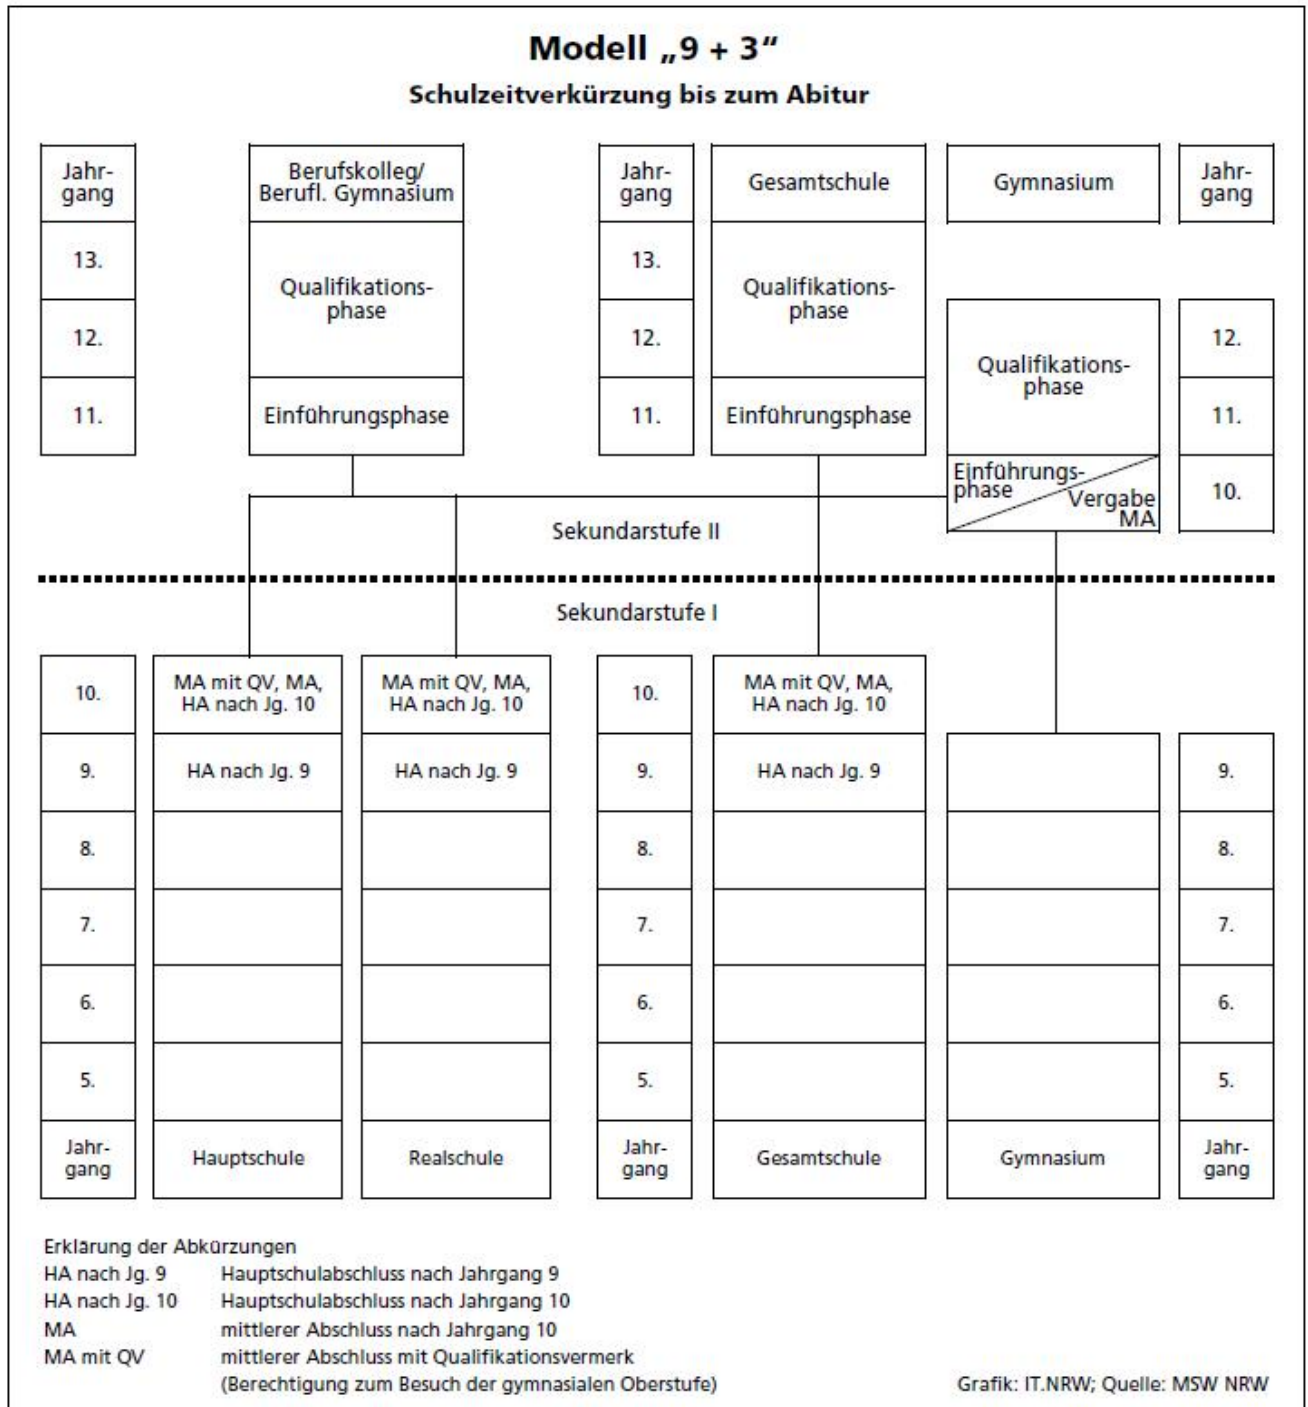 Modell „9 + 3“
Schulzeitverkürzung bis zum Abitur
Jahr-
gang
Berufskolleg/
Berufl. Gymnasium
Jahr-
gang
Gesamtschule
Gymnasium
Jahr-
gang
13.
Qualifikations-
phase
13.
Qualifikations-
phase
12.
12.
Qualifikations-
phase
12.
11.
Einführungsphase
11.
Einführungsphase
11.
Einführungs-
phase
Vergabe
MA
10.
Sekundarstufe II
Sekundarstufe I
10.
MA mit QV, MA,
HA nach Jg. 10
MA mit QV, MA,
HA nach Jg. 10
10.
MA mit QV, MA,
HA nach Jg. 10
9.
HA nach Jg. 9
HA nach Jg. 9
9.
HA nach Jg. 9
9.
8.
8.
8.
7.
7.
7.
6.
6.
6.
5.
5.
5.
Jahr-
gang
Hauptschule
Realschule
Jahr-
gang
Gesamtschule
Gymnasium
Jahr-
gang
Erklärung der Abkürzungen
HA nach Jg. 9 Hauptschulabschluss nach Jahrgang 9
HA nach Jg. 10 Hauptschulabschluss nach Jahrgang 10
MA mittlerer Abschluss nach Jahrgang 10
MA mit QV mittlerer Abschluss mit Qualifikationsvermerk
(Berechtigung zum Besuch der gymnasialen Oberstufe)
Grafik: IT.NRW; Quelle: MSW NRW